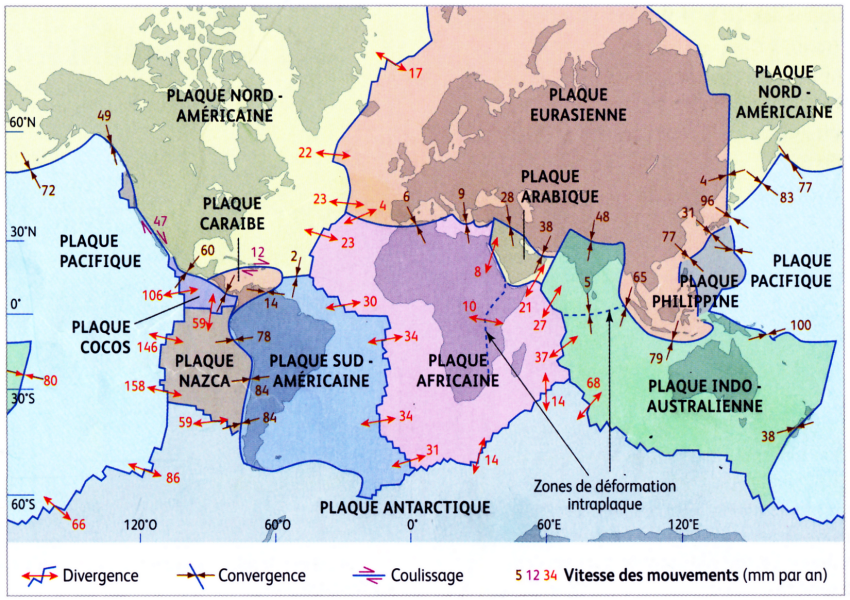 17
PLAQUE NORD -
AMÉRICAINE
PLAQUE
EURASIENNE
PLAQUE
NORD -
AMÉRICAINE
49
60°N
72
22
23
4
6
9
28
PLAQUE
ARABIQUE
4
77
83
96
31
PLAQUE
CARAIBE
47
12
60
2
23
38
48
30°N
PLAQUE
PACIFIQUE
77
PLAQUE
PACIFIQUE
8
5
65
PLAQUE
PHILIPPINE
106
14
30
10
21
27
0°
PLAQUE
COCOS
59
78
146
34
37
100
79
PLAQUE
NAZCA
PLAQUE SUD -
AMÉRICAINE
PLAQUE
AFRICAINE
PLAQUE INDO -
AUSTRALIENNE
80
158
84
68
30°S
14
59
84
34
38
31
14
86
Zones de déformation
intraplaque
60°S
PLAQUE ANTARCTIQUE
66
120°O
60°O
0°
60°E
120°E
Divergence
Convergence
Coulissage
5 12 34 Vitesse des mouvements (mm par an)